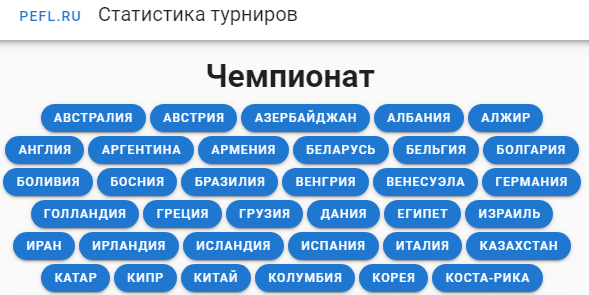 PEFL.RU Статистика турниров
Чемпионат
АВСТРАЛИЯ АВСТРИЯ АЗЕРБАЙДЖАН АЛБАНИЯ АЛЖИР
АНГЛИЯ АРГЕНТИНА АРМЕНИЯ БЕЛАРУСЬ БЕЛЬГИЯ БОЛГАРИЯ
БОЛИВИЯ БОСНИЯ БРАЗИЛИЯ ВЕНГРИЯ ВЕНЕСУЭЛА ГЕРМАНИЯ
ГОЛЛАНДИЯ ГРЕЦИЯ ГРУЗИЯ ДАНИЯ ЕГИПЕТ ИЗРАИЛЬ
ИРАН ИРЛАНДИЯ ИСЛАНДИЯ ИСПАНИЯ ИТАЛИЯ КАЗАХСТАН
КАТАР КИПР КИТАЙ КОЛУМБИЯ КОРЕЯ КОСТА-РИКА